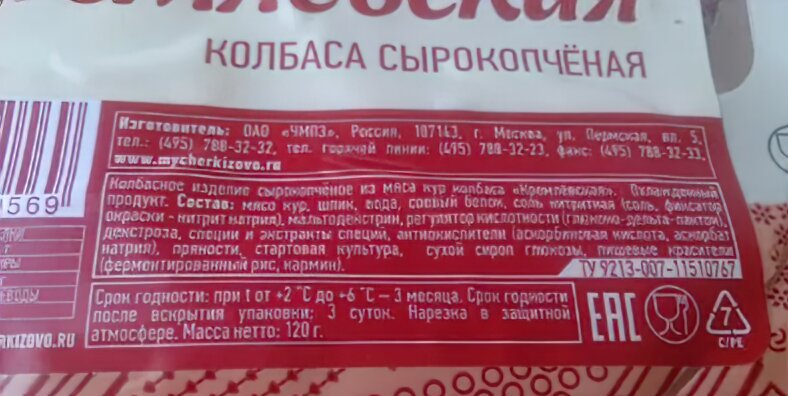 КОЛБАСА СЫРОКОПЧЁНАЯ
Изготовитель: ОАО «ЧМПЗ», Россия, 107143, г. Москва, ул. Пермская, вл. 5,
тел.: (495) 788-32-32, тел. горячей линии: (495) 788-32-23, факс: (495) 788-32-33,
www.mycherkizovo.ru
Колбасное изделие сырокопчёное из мяса кур колбаса «Кремлёвская». Охлажденный
продукт. Состав: мясо кур, шпик, вода, соевый белок, соль нитритная (соль, фиксатор
окраски - нитрит натрия), мальтодекстрин, регулятор кислотности (глюконо-дельта-лактон),
декстроза, специи и экстракты специй, антиокислители (аскорбиновая кислота, аскорбат
натрия), пряности, стартовая культура, сухой сироп глюкозы, пищевые красители
(ферментированный рис, кармин).
ТУ 9213-007-11510767
Срок годности: при t от +2 °С до +6 °С – 3 месяца. Срок годности
после вскрытия упаковки: 3 суток. Нарезка в защитной
атмосфере. Масса нетто: 120 г.
EAC
7
C/PE
569
RKIZOVO.RU